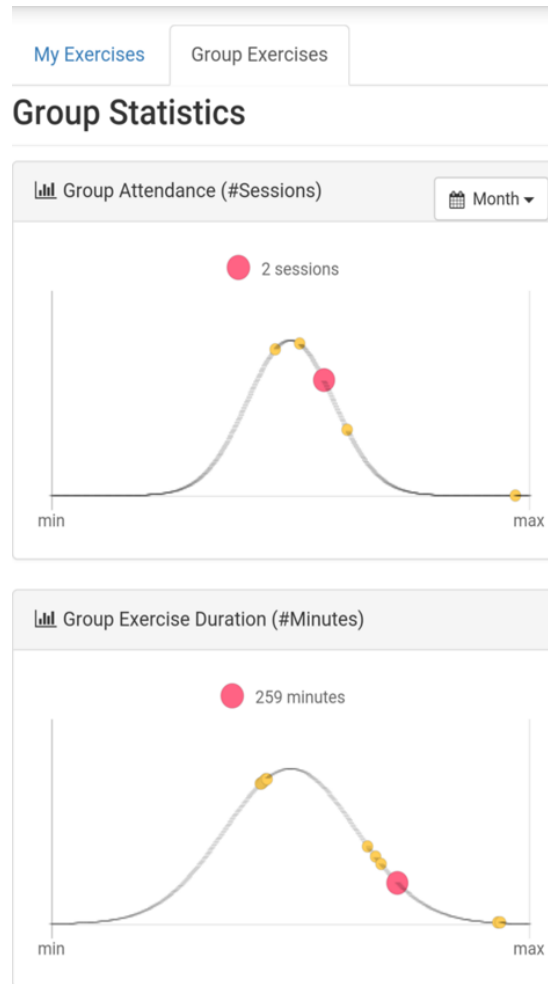 My Exercises Group Exercises
Group Statistics
Group Attendance (#Sessions) Month
2 sessions
min max
Group Exercise Duration (#Minutes)
259 minutes
min max